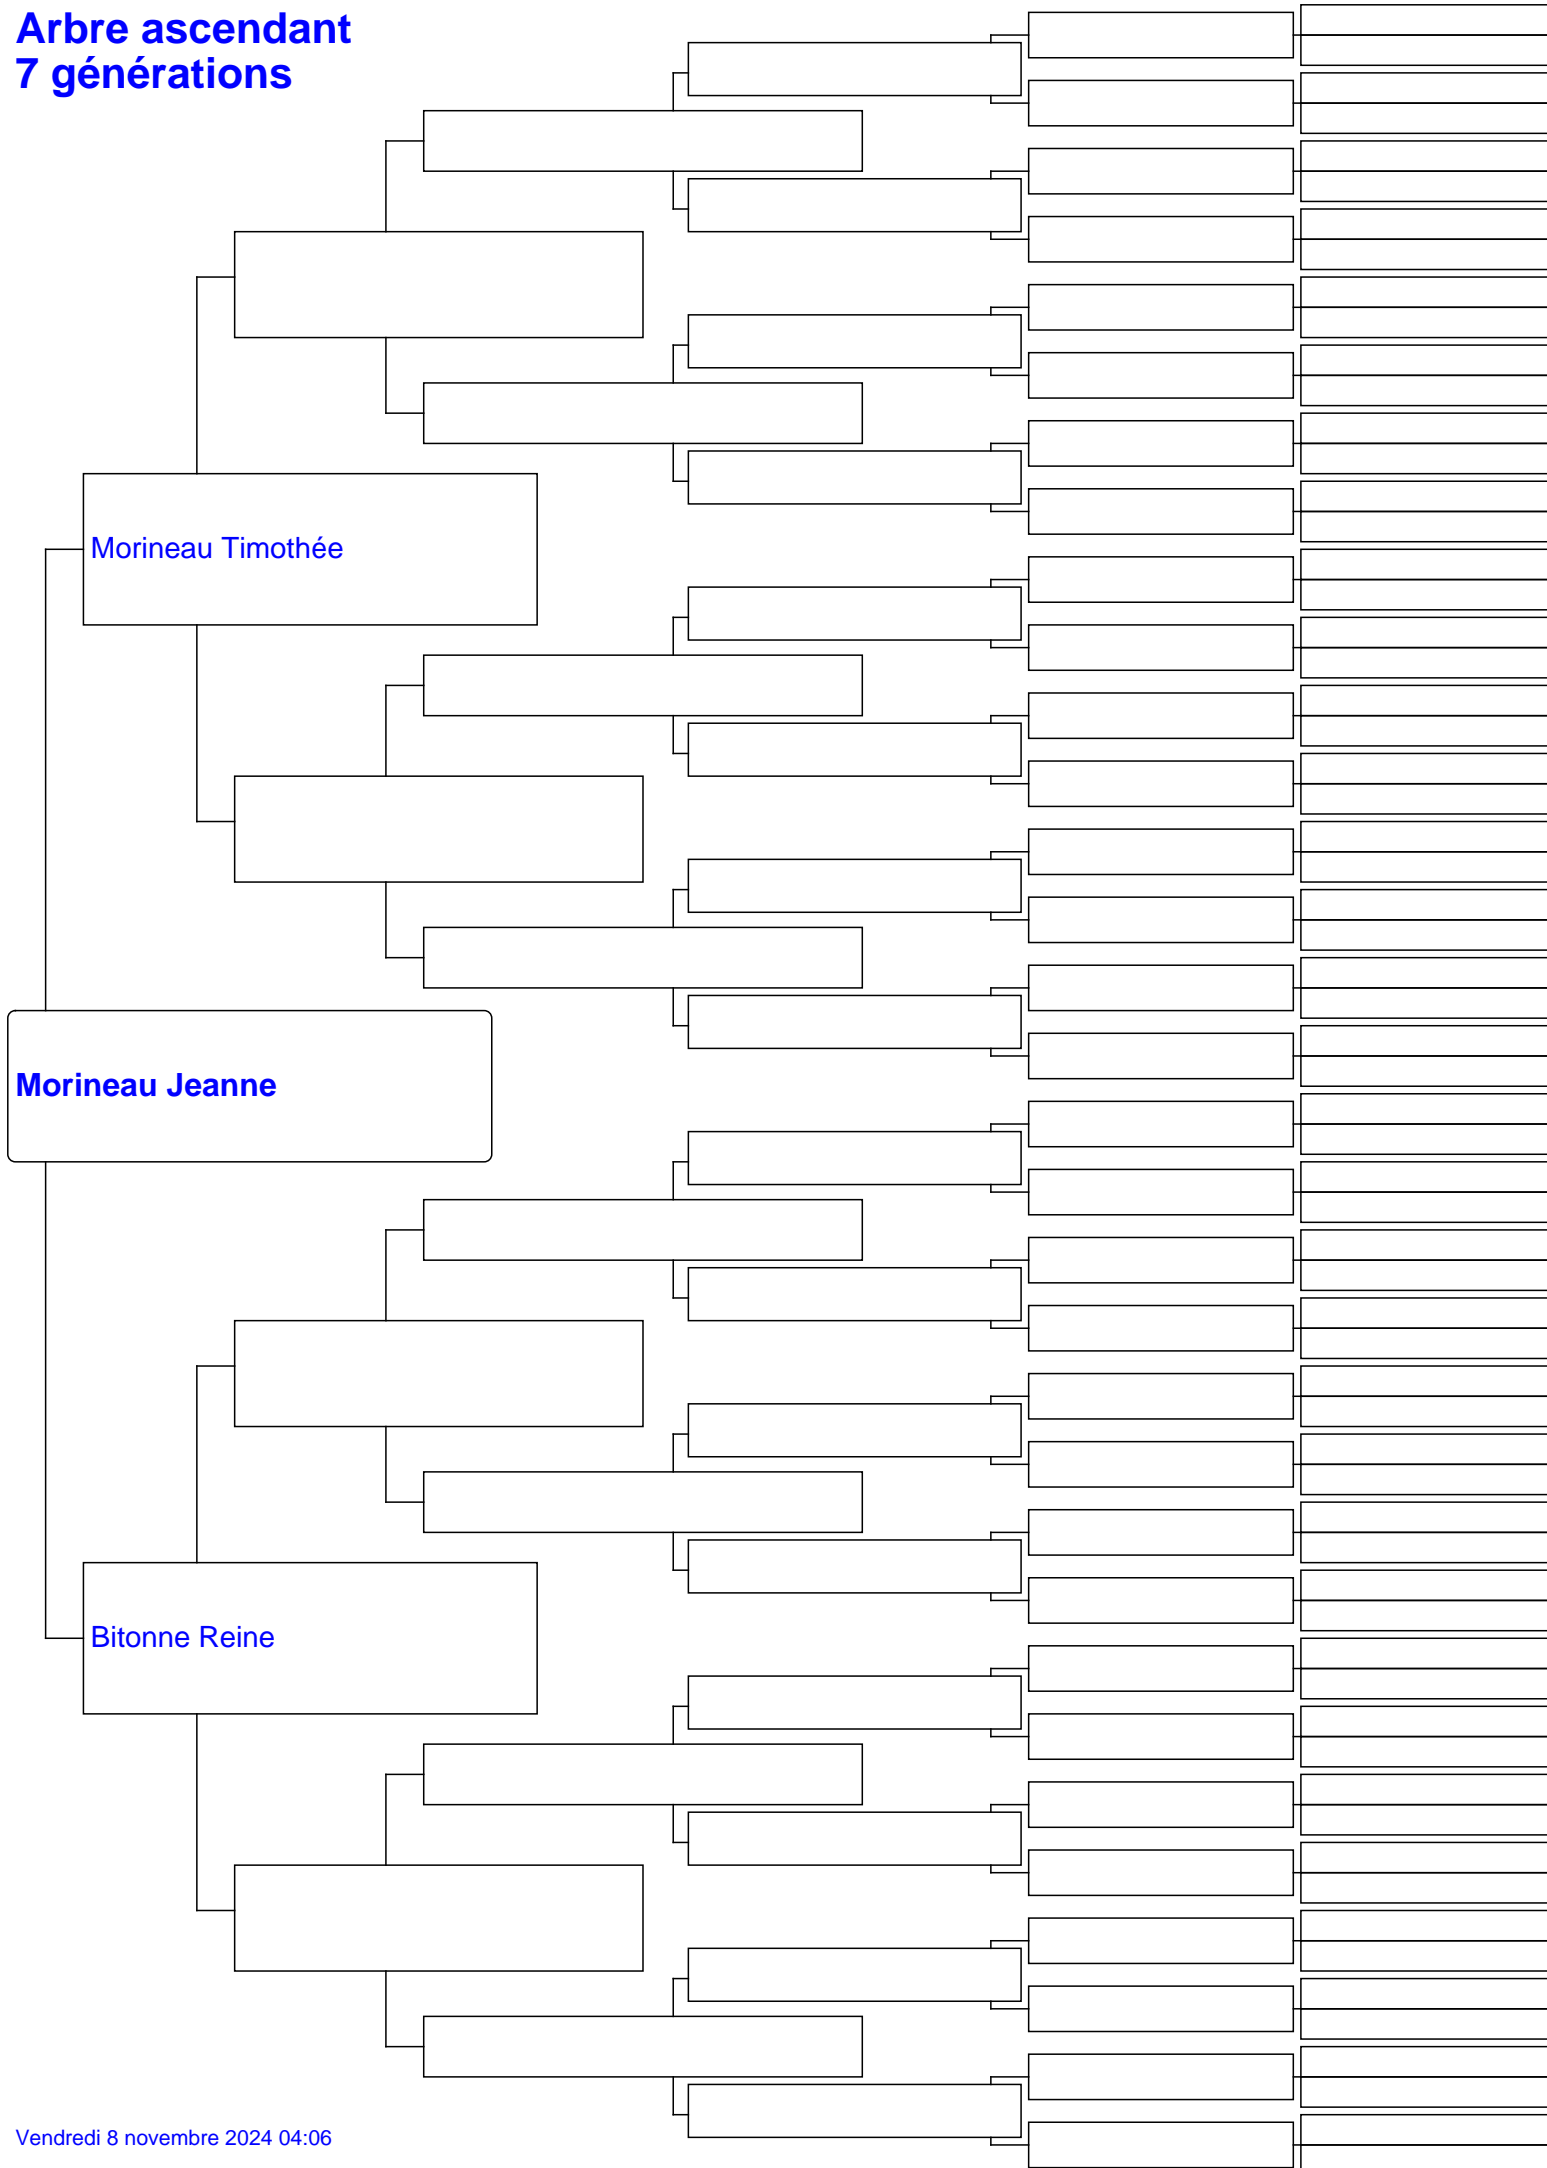 Arbre ascendant
7 générations
Morineau Timothée
Morineau Jeanne
Bitonne Reine
Vendredi 8 novembre 2024 04:06